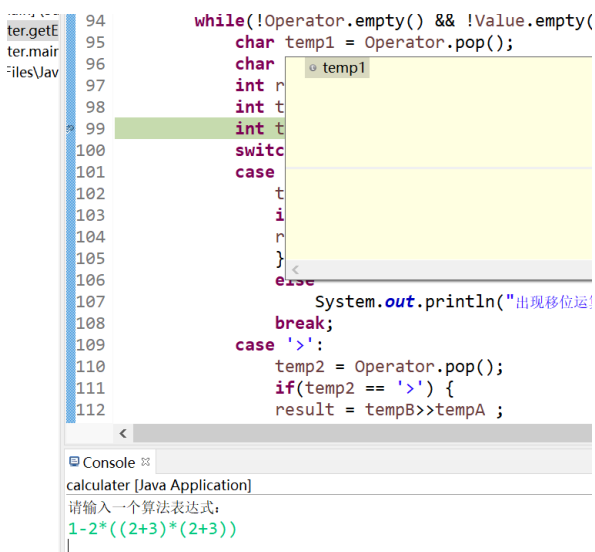 ter.getE
ter.main
Files\Jav
94 while(!Operator.empty() && !Value.empty(
95 char temp1 = Operator.pop();
96 char
temp1
97 int r
98 int t
99 int t
100 switc
101 case
102 t
103 i
104 r
105 }
106 else
107 System.out.println("出现移位运算
108 break;
109 case '>':
110 temp2 = Operator.pop();
111 if(temp2 == '>') {
112 result = tempB>>tempA ;
Console
calculater [Java Application]
请输入一个算法表达式:
1-2*((2+3)*(2+3))